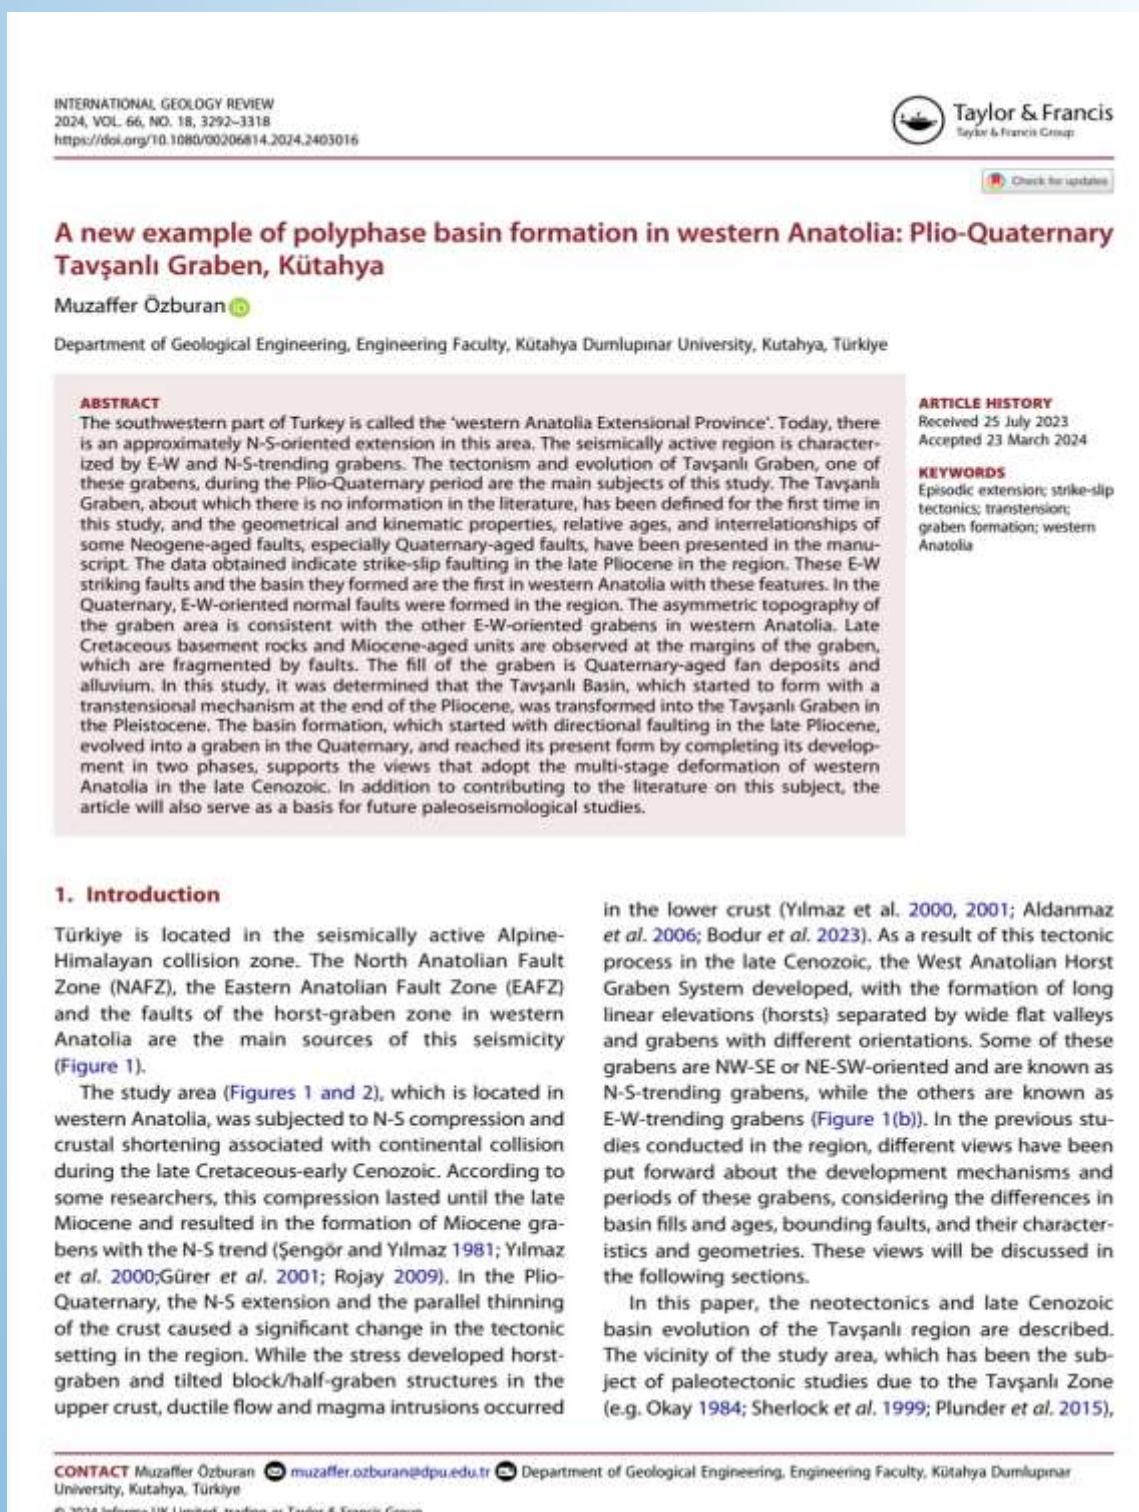 INTERNATIONAL GEOLOGY REVIEW
2024, VOL. 66, NO. 18, 3292–3318
https://doi.org/10.1080/00206814.2024.2403016
Taylor & Francis
Taylor & Francis Group
Check for updates
A new example of polyphase basin formation in western Anatolia: Plio-Quaternary
Tavşanlı Graben, Kütahya
Muzaffer Özburan
Department of Geological Engineering, Engineering Faculty, Kütahya Dumlupınar University, Kutahya, Türkiye
ABSTRACT
The southwestern part of Turkey is called the ‘western Anatolia Extensional Province’. Today, there
is an approximately N-S-oriented extension in this area. The seismically active region is character-
ized by E-W and N-S-trending grabens. The tectonism and evolution of Tavşanlı Graben, one of
these grabens, during the Plio-Quaternary period are the main subjects of this study. The Tavşanlı
Graben, about which there is no information in the literature, has been defined for the first time in
this study, and the geometrical and kinematic properties, relative ages, and interrelationships of
some Neogene-aged faults, especially Quaternary-aged faults, have been presented in the manu-
script. The data obtained indicate strike-slip faulting in the late Pliocene in the region. These E-W
striking faults and the basin they formed are the first in western Anatolia with these features. In the
Quaternary, E-W-oriented normal faults were formed in the region. The asymmetric topography of
the graben area is consistent with the other E-W-oriented grabens in western Anatolia. Late
Cretaceous basement rocks and Miocene-aged units are observed at the margins of the graben,
which are fragmented by faults. The fill of the graben is Quaternary-aged fan deposits and
alluvium. In this study, it was determined that the Tavşanlı Basin, which started to form with a
transtensional mechanism at the end of the Pliocene, was transformed into the Tavşanlı Graben in
the Pleistocene. The basin formation, which started with directional faulting in the late Pliocene,
evolved into a graben in the Quaternary, and reached its present form by completing its develop-
ment in two phases, supports the views that adopt the multi-stage deformation of western
Anatolia in the late Cenozoic. In addition to contributing to the literature on this subject, the
article will also serve as a basis for future paleoseismological studies.
ARTICLE HISTORY
Received 25 July 2023
Accepted 23 March 2024
KEYWORDS
Episodic extension; strike-slip
tectonics; transtension;
graben formation; western
Anatolia
1. Introduction
Türkiye is located in the seismically active Alpine-
Himalayan collision zone. The North Anatolian Fault
Zone (NAFZ), the Eastern Anatolian Fault Zone (EAFZ)
and the faults of the horst-graben zone in western
Anatolia are the main sources of this seismicity
(Figure 1).
The study area (Figures 1 and 2), which is located in
western Anatolia, was subjected to N-S compression and
crustal shortening associated with continental collision
during the late Cretaceous-early Cenozoic. According to
some researchers, this compression lasted until the late
Miocene and resulted in the formation of Miocene gra-
bens with the N-S trend (Şengör and Yılmaz 1981; Yılmaz
et al. 2000;Gürer et al. 2001; Rojay 2009). In the Plio-
Quaternary, the N-S extension and the parallel thinning
of the crust caused a significant change in the tectonic
setting in the region. While the stress developed horst-
graben and tilted block/half-graben structures in the
upper crust, ductile flow and magma intrusions occurred
in the lower crust (Yılmaz et al. 2000, 2001; Aldanmaz
et al. 2006; Bodur et al. 2023). As a result of this tectonic
process in the late Cenozoic, the West Anatolian Horst
Graben System developed, with the formation of long
linear elevations (horsts) separated by wide flat valleys
and grabens with different orientations. Some of these
grabens are NW-SE or NE-SW-oriented and are known as
N-S-trending grabens, while the others are known as
E-W-trending grabens (Figure 1(b)). In the previous stu-
dies conducted in the region, different views have been
put forward about the development mechanisms and
periods of these grabens, considering the differences in
basin fills and ages, bounding faults, and their character-
istics and geometries. These views will be discussed in
the following sections.
In this paper, the neotectonics and late Cenozoic
basin evolution of the Tavşanlı region are described.
The vicinity of the study area, which has been the sub-
ject of paleotectonic studies due to the Tavşanlı Zone
(e.g. Okay 1984; Sherlock et al. 1999; Plunder et al. 2015),
CONTACT Muzaffer Özburan muzaffer.ozburan@dpu.edu.tr Department of Geological Engineering, Engineering Faculty, Kütahya Dumlupınar
University, Kutahya, Türkiye
© 2024 Informa UK Limited, trading as Taylor & Francis Group